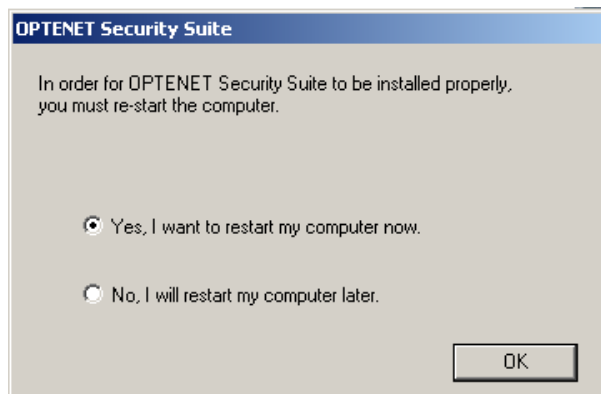 OPTENET Security Suite
In order for OPTENET Security Suite to be installed properly,
you must re-start the computer.
Yes, I want to restart my computer now.
No, I will restart my computer later.
OK